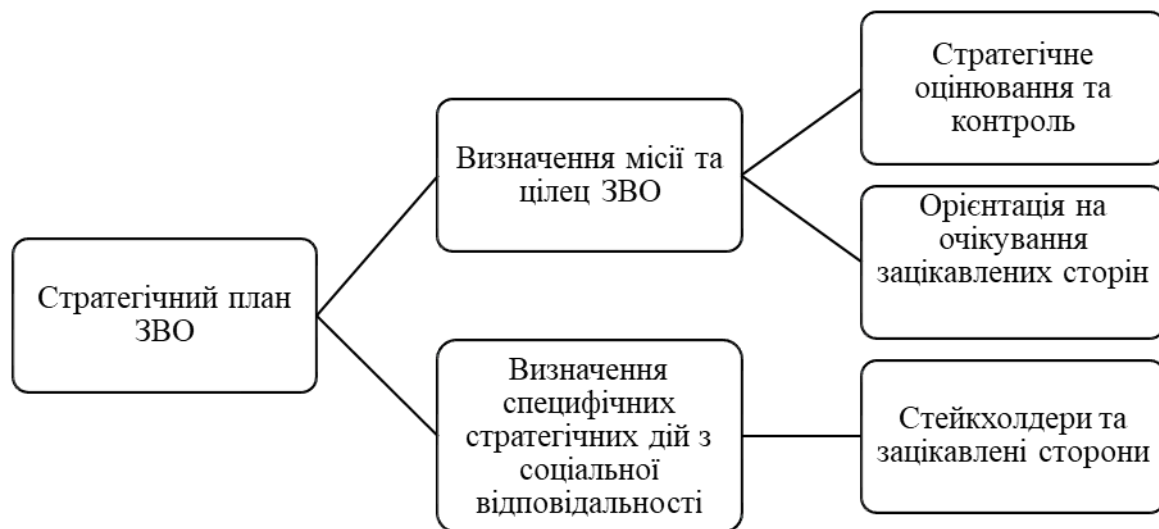 Стратегічний план
ЗВО
Визначення місії та
цілец ЗВО
Визначення
специфічних
стратегічних дій з
соціальної
відповідальності
Стратегічне
оцінювання та
контроль
Орієнтація на
очікування
зацікавлених сторін
Стейкхолдери та
зацікавлені сторони